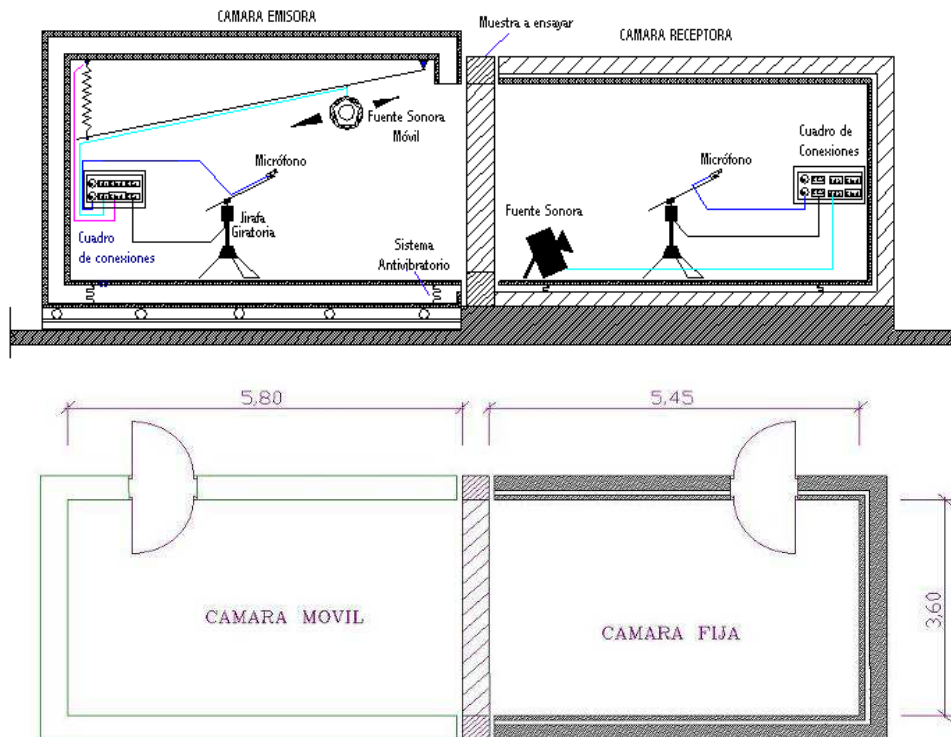 CAMARA EMISORA
Muestra a ensayar
CAMARA RECEPTORA
Fuente Sonora
Móvil
Micrófono
Jirafa
Giratoria
Cuadro
de conexiones
Sistema
Antivibratorio
Fuente Sonora
Micrófono
Cuadro de
Conexiones
5,80
5,45
CAMARA MOVIL
CAMARA FIJA
3,60